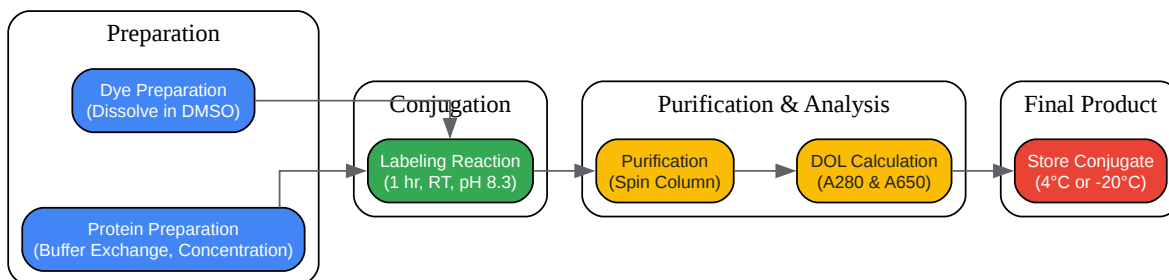 Preparation
Dye Preparation
(Dissolve in DMSO)
Protein Preparation
(Buffer Exchange, Concentration)
Conjugation
Labeling Reaction
(1 hr, RT, pH 8.3)
Purification & Analysis
Purification
(Spin Column)
DOL Calculation
(A280 & A650)
Final Product
Store Conjugate
(4°C or -20°C)